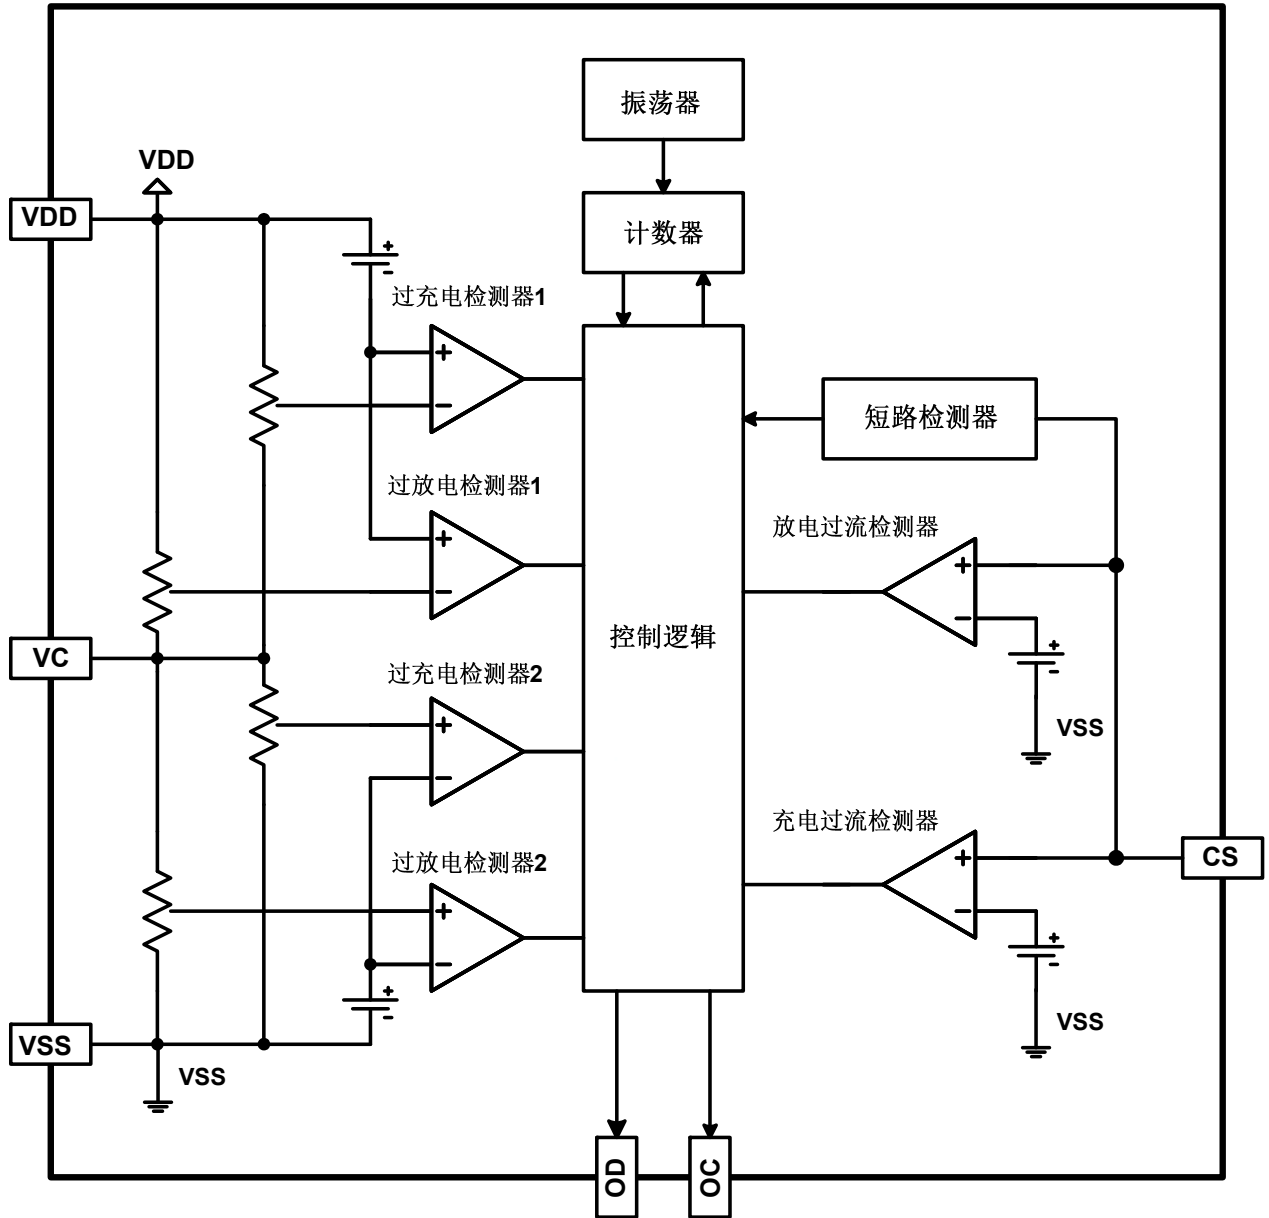 振荡器
VDD
VDD
计数器
+
-
过充电检测器1
+
-
短路检测器
过放电检测器1
+
-
放电过流检测器
+
-
+
-
VSS
控制逻辑
VC
过充电检测器2
+
-
充电过流检测器
+
-
CS
过放电检测器2
+
-
+
-
+
-
VSS
VSS
VSS
OD
OC